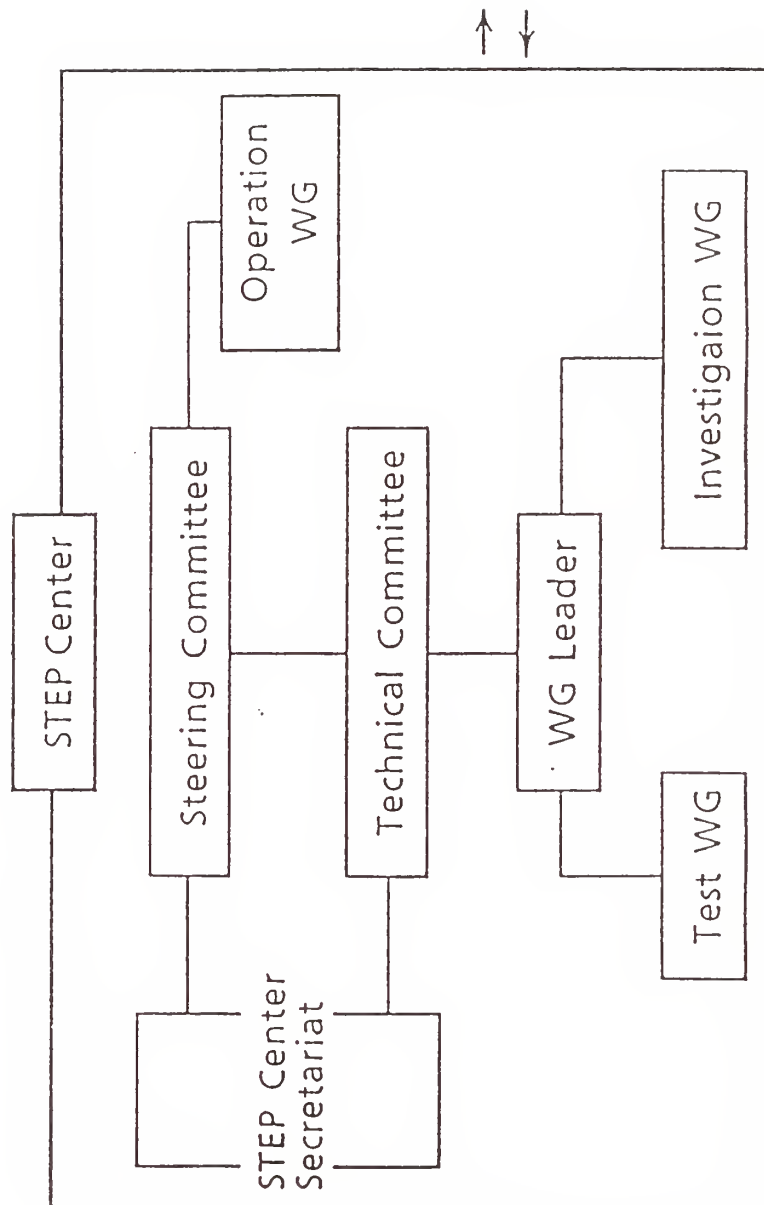 STEP Center
Steering Committee
Operation
WG
STEP Center
Secretariat
Technical Committee
WG Leader
Test WG
Investigaion WG